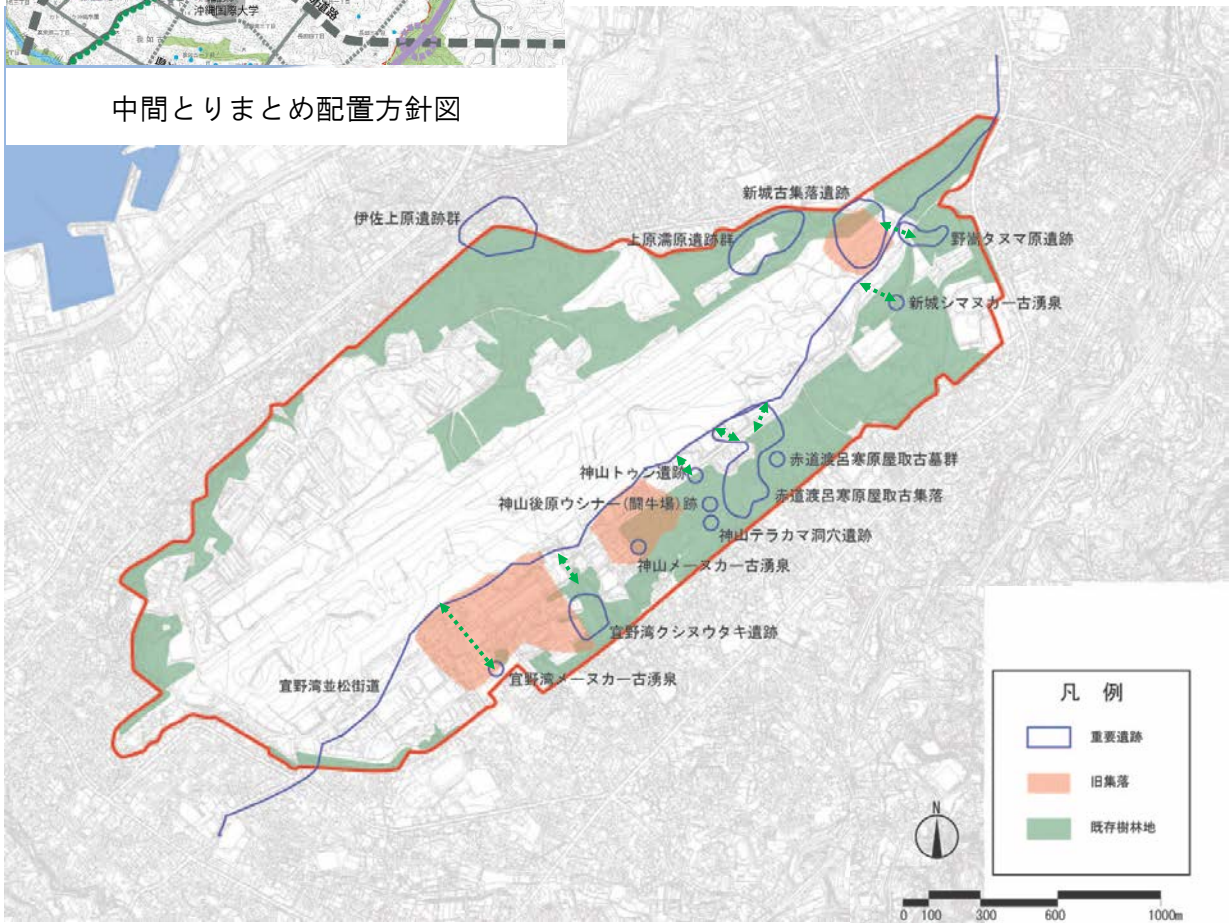 沖縄国際大学
中間とりまとめ配置方針図
新城古集落遺跡
伊佐上原遺跡群
上原濡原遺跡群
野嵩タヌマ原遺跡
新城シマヌカー古湧泉
赤道渡呂寒原屋取古墓群
神山トゥン遺跡
赤道渡呂寒原屋取古集落
神山後原ウシナー(闘牛場)跡
神山テラカマ洞穴遺跡
神山メーヌカー古湧泉
宜野湾クシヌウタキ遺跡
宜野湾メーヌカー古湧泉
宜野湾並松街道
凡 例
重要遺跡
旧集落
既存樹林地
N
0 100 300 600 1000m